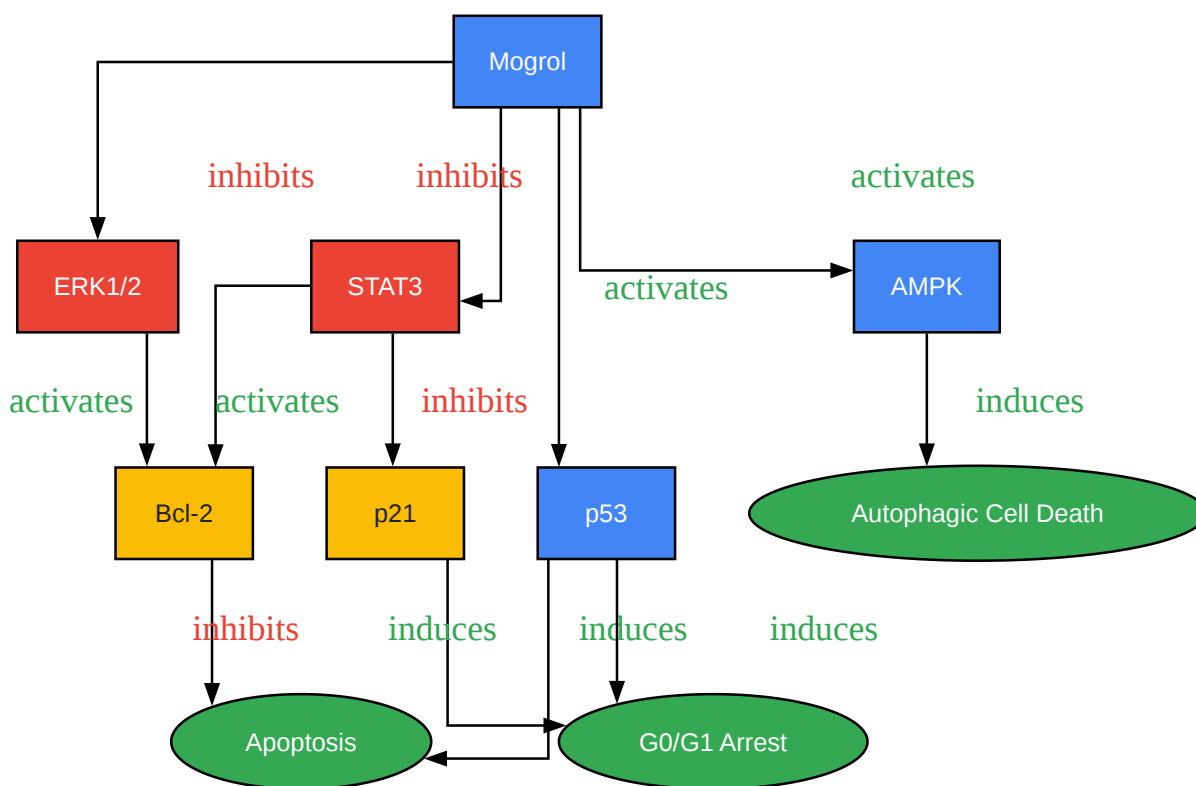 Mogrol
inhibits
inhibits
activates
ERK1/2
STAT3
activates
AMPK
activates
activates
inhibits
induces
Bcl-2
p21
p53
Autophagic Cell Death
inhibits
induces
induces
induces
Apoptosis
G0/G1 Arrest